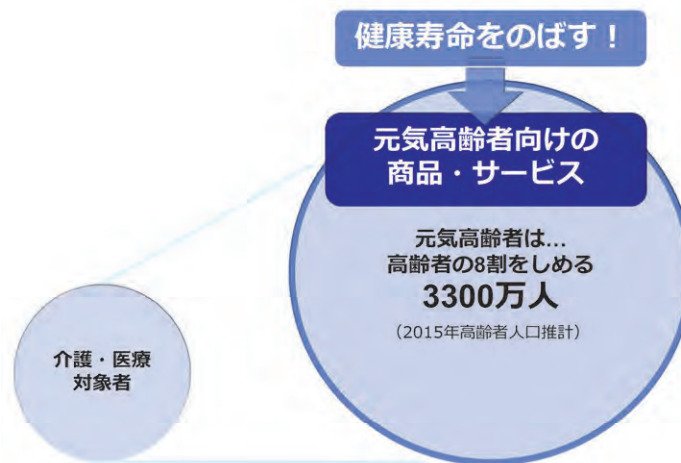 健康寿命をのばす！
元気高齢者向けの
商品・サービス
元気高齢者は…
高齢者の8割をしめる
3300万人
（2015年高齢者人口推計）
介護・医療
対象者